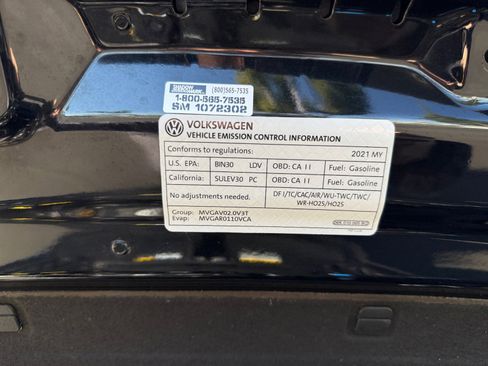 (800)565-7535
1-800-565-7535
SM 1072302
VOLKSWAGEN
VEHICLE EMISSION CONTROL INFORMATION
Conforms to regulations: 2021 MY
U.S. EPA: BIN30 LDV OBD: CA II Fuel: Gasoline
California: SULEV30 PC OBD: CA II Fuel: Gasoline
No adjustments needed. DFI/TC/CAC/AIR/WU-TWC/TWC/
WR-HO2S/HO2S
Group: MVGAV02.0V3T
Evap: MVGAR0110VCA